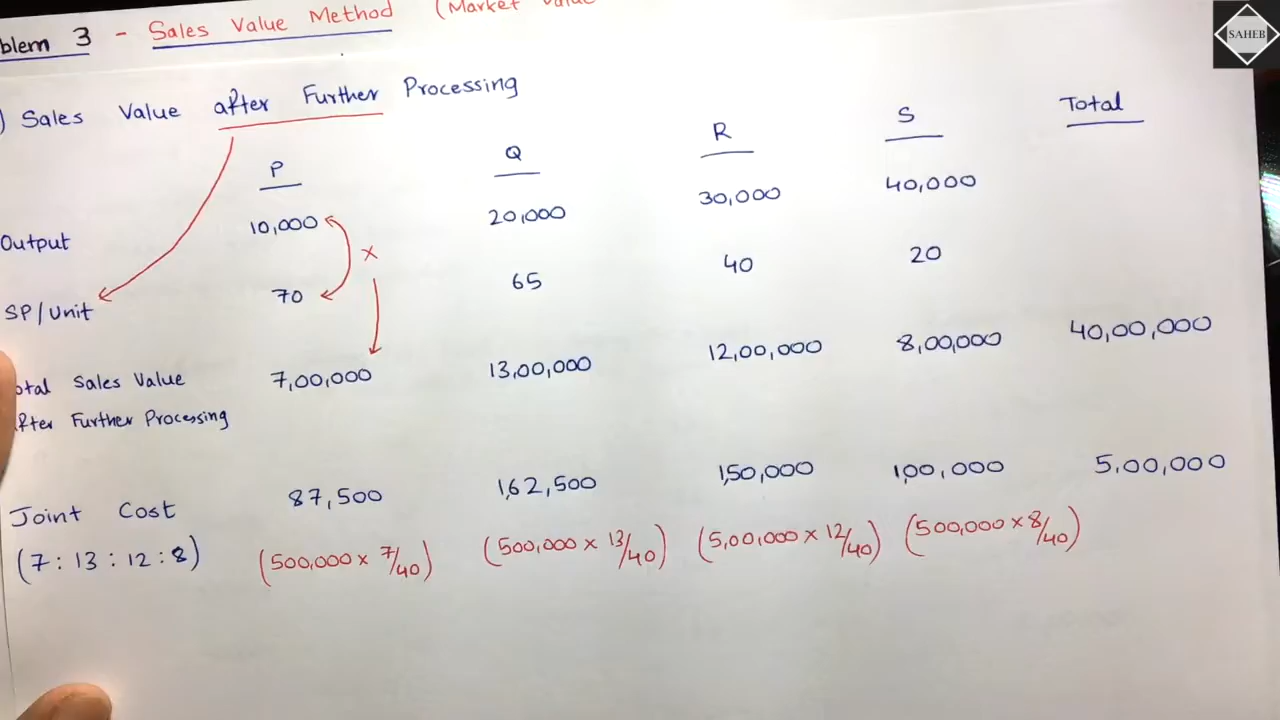 blem 3 - Sales Value Method (Market Value
SAHEB
) Sales Value after Further Processing
P Q R S Total
Output 10,000 20,000 30,000 40,000
x
SP/Unit 70 65 40 20
otal Sales Value 7,00,000 13,00,000 12,00,000 8,00,000 40,00,000
fter Further Processing
Joint Cost 87,500 1,62,500 1,50,000 1,00,000 5,00,000
(7 : 13 : 12 : 8) (500,000 x 7/40) (500,000 x 13/40) (5,00,000 x 12/40) (500,000 x 8/40)